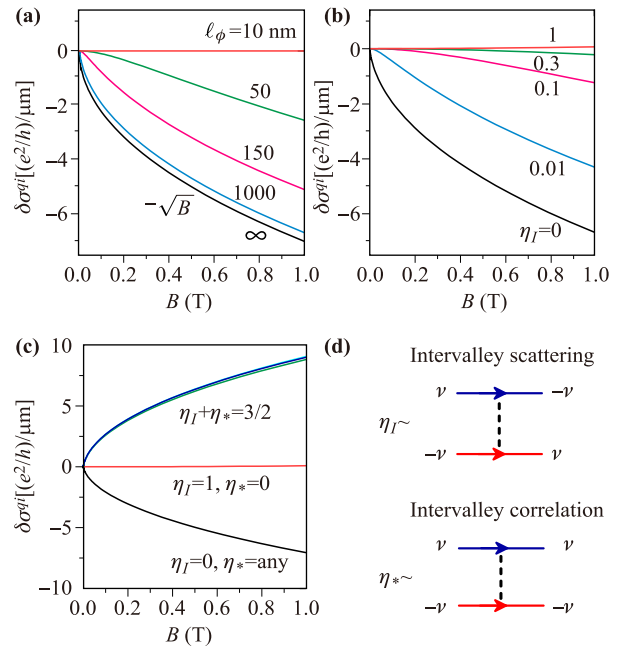 (a)
ℓ_ϕ=10 nm
50
150
1000
−√B
∞
0
−2
−4
−6
δσ^{qi}[(e²/h)/μm]
0.0 0.2 0.4 0.6 0.8 1.0
B (T)
(b)
1
0.3
0.1
0.01
η_I=0
0
−2
−4
−6
δσ^{qi}[(e²/h)/μm]
0.0 0.2 0.4 0.6 0.8 1.0
B (T)
(c)
η_I+η_*=3/2
η_I=1, η_*=0
η_I=0, η_*=any
10
5
0
−5
−10
δσ^{qi}[(e²/h)/μm]
0.0 0.2 0.4 0.6 0.8 1.0
B (T)
(d)
Intervalley scattering
ν −ν
η_I~
−ν ν
Intervalley correlation
ν ν
η_*~
−ν −ν